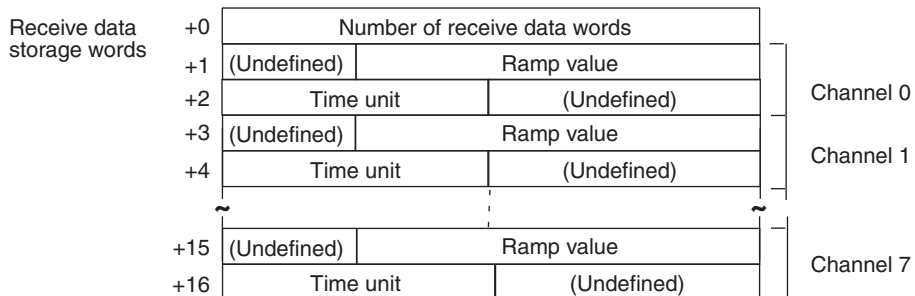 Receive data
storage words
+0 Number of receive data words
+1 (Undefined) Ramp value
+2 Time unit (Undefined)
Channel 0
+3 (Undefined) Ramp value
+4 Time unit (Undefined)
Channel 1
~ ~
+15 (Undefined) Ramp value
+16 Time unit (Undefined)
Channel 7